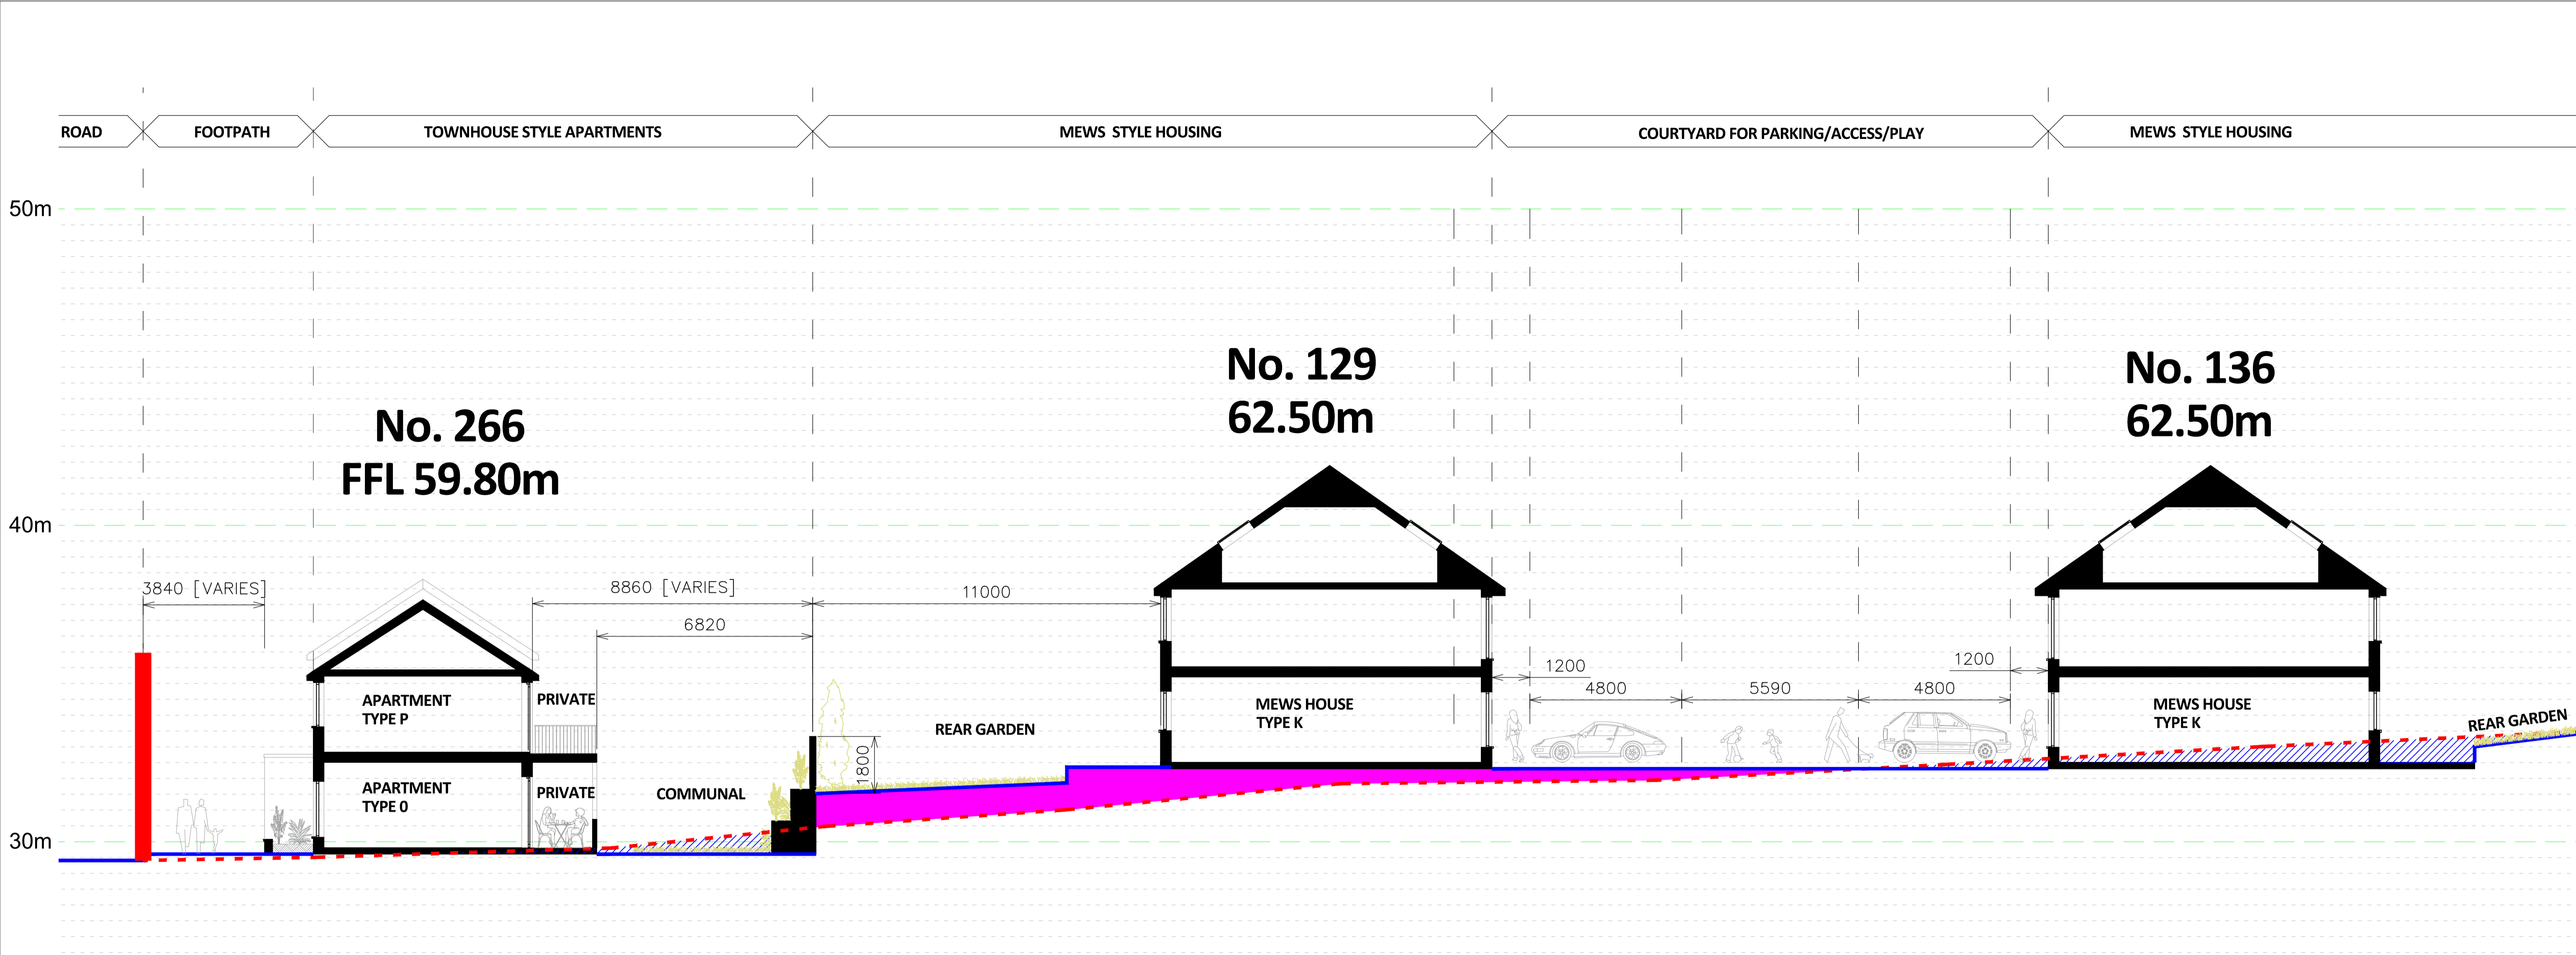 ROAD
FOOTPATH
TOWNHOUSE STYLE APARTMENTS
MEWS STYLE HOUSING
COURTYARD FOR PARKING/ACCESS/PLAY
MEWS STYLE HOUSING
50m
No. 129
62.50m
No. 136
62.50m
No. 266
FFL 59.80m
40m
3840 [VARIES]
8860 [VARIES]
11000
6820
1200
1200
4800
5590
4800
APARTMENT
TYPE P
PRIVATE
REAR GARDEN
MEWS HOUSE
TYPE K
MEWS HOUSE
TYPE K
REAR GARDEN
1800
APARTMENT
TYPE 0
PRIVATE
COMMUNAL
30m